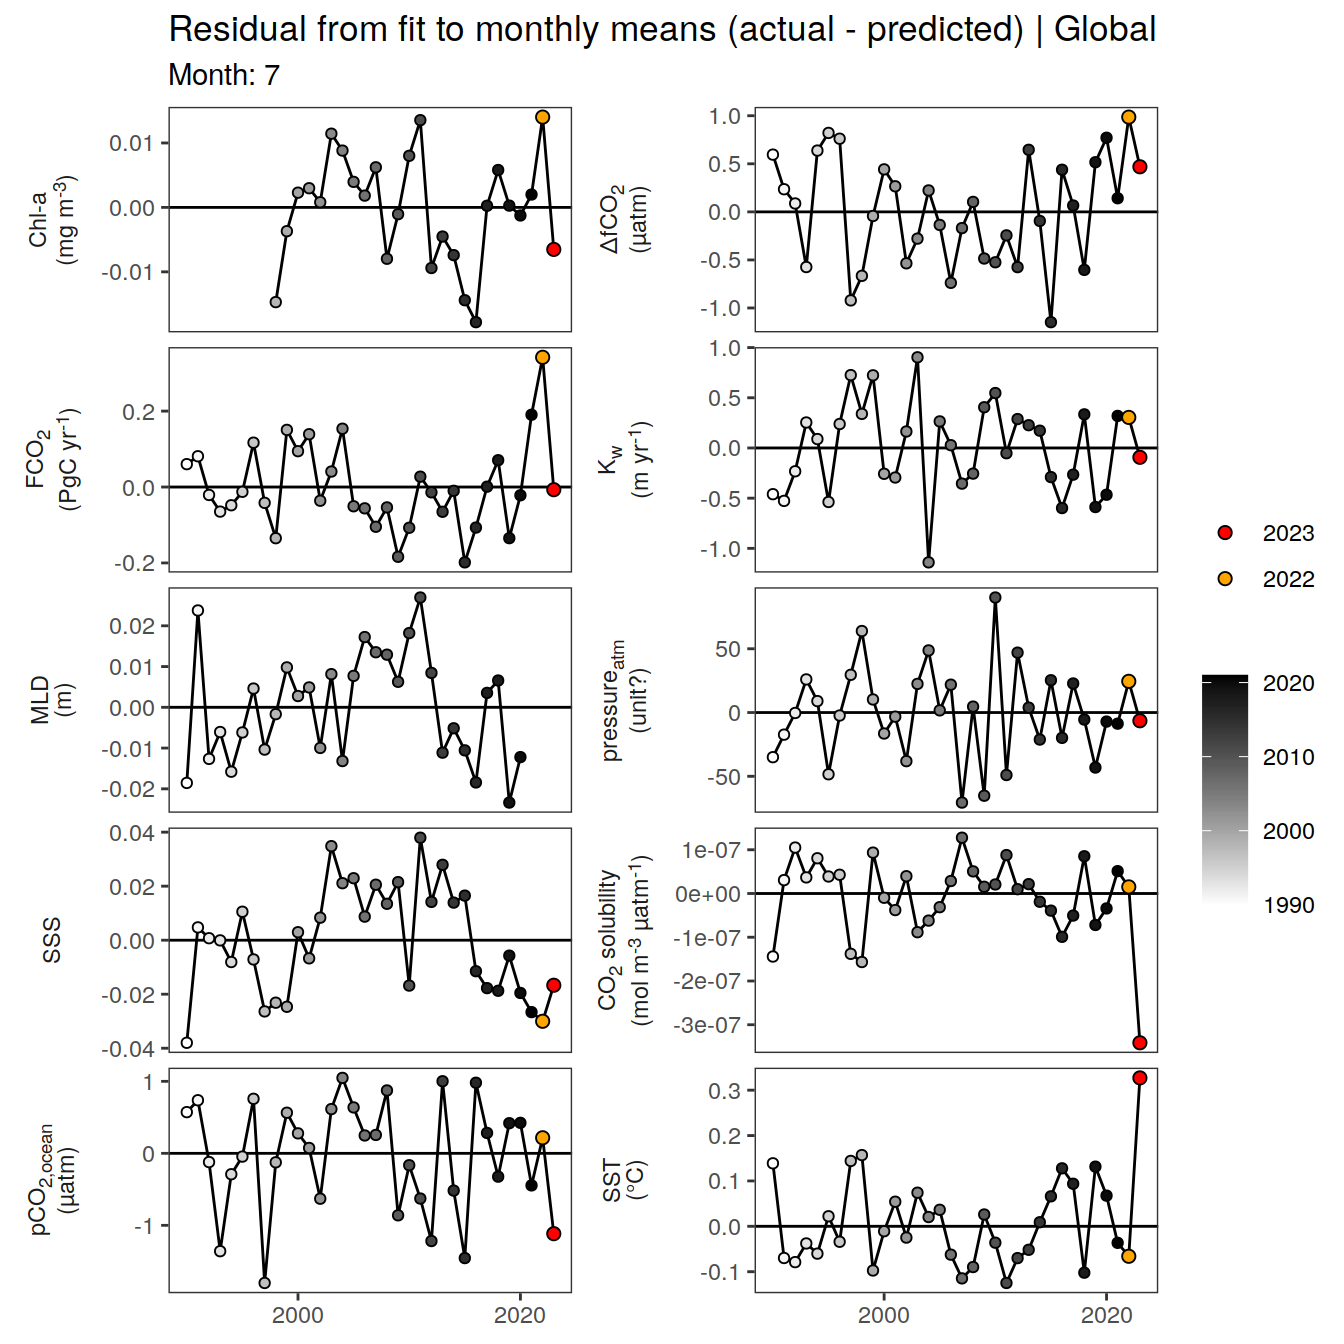 Residual from fit to monthly means (actual - predicted) | Global
Month: 7
Chl-a
(mg m-3)
0.01
0.00
-0.01
ΔfCO2
(µatm)
1.0
0.5
0.0
-0.5
-1.0
FCO2
(PgC yr-1)
0.2
0.0
-0.2
Kw
(m yr-1)
1.0
0.5
0.0
-0.5
-1.0
MLD
(m)
0.02
0.01
0.00
-0.01
-0.02
pressureatm
(unit?)
50
0
-50
SSS
0.04
0.02
0.00
-0.02
-0.04
CO2 solubility
(mol m-3 µatm-1)
1e-07
0e+00
-1e-07
-2e-07
-3e-07
pCO2,ocean
(µatm)
1
0
-1
2000
2020
SST
(°C)
0.3
0.2
0.1
0.0
-0.1
2000
2020
2023
2022
2020
2010
2000
1990